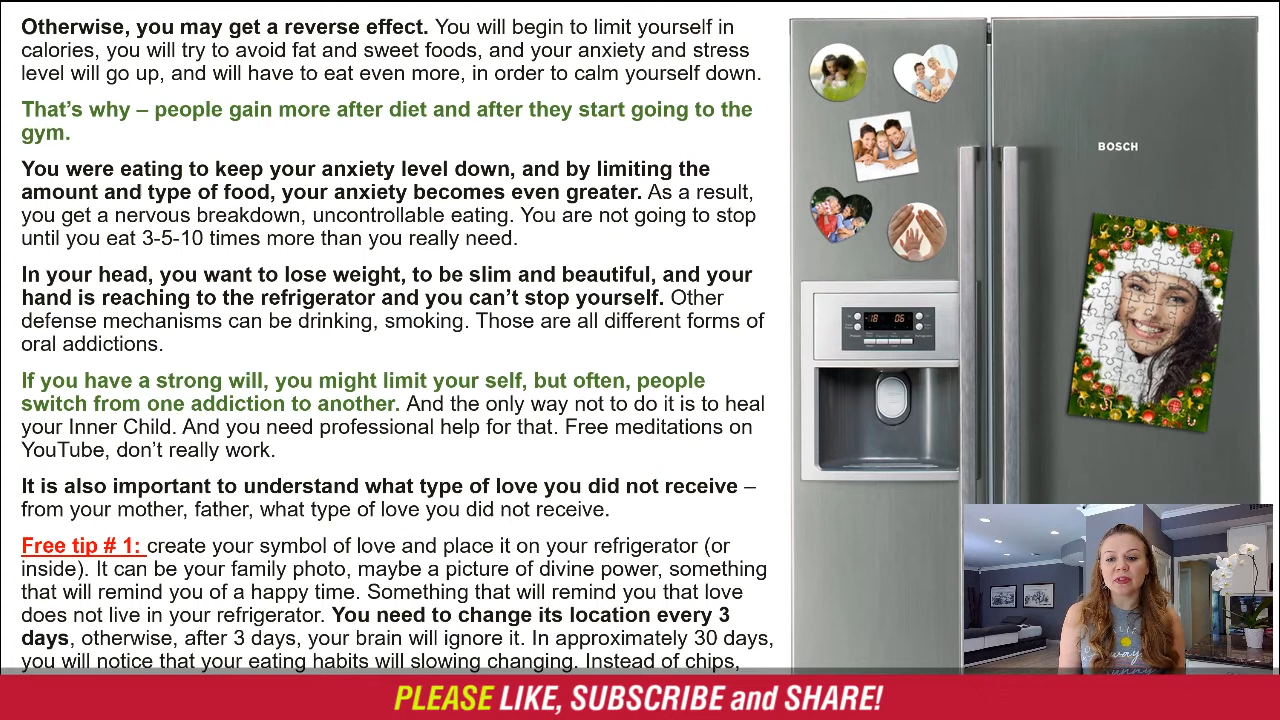 Otherwise, you may get a reverse effect. You will begin to limit yourself in
calories, you will try to avoid fat and sweet foods, and your anxiety and stress
level will go up, and will have to eat even more, in order to calm yourself down.
That’s why – people gain more after diet and after they start going to the
gym.
You were eating to keep your anxiety level down, and by limiting the
amount and type of food, your anxiety becomes even greater. As a result,
you get a nervous breakdown, uncontrollable eating. You are not going to stop
until you eat 3-5-10 times more than you really need.
In your head, you want to lose weight, to be slim and beautiful, and your
hand is reaching to the refrigerator and you can’t stop yourself. Other
defense mechanisms can be drinking, smoking. Those are all different forms of
oral addictions.
If you have a strong will, you might limit your self, but often, people
switch from one addiction to another. And the only way not to do it is to heal
your Inner Child. And you need professional help for that. Free meditations on
YouTube, don’t really work.
It is also important to understand what type of love you did not receive –
from your mother, father, what type of love you did not receive.
Free tip # 1: create your symbol of love and place it on your refrigerator (or
inside). It can be your family photo, maybe a picture of divine power, something
that will remind you of a happy time. Something that will remind you that love
does not live in your refrigerator. You need to change its location every 3
days, otherwise, after 3 days, your brain will ignore it. In approximately 30 days,
you will notice that your eating habits will slowing changing. Instead of chips,
BOSCH
-18 06
PLEASE LIKE, SUBSCRIBE and SHARE!